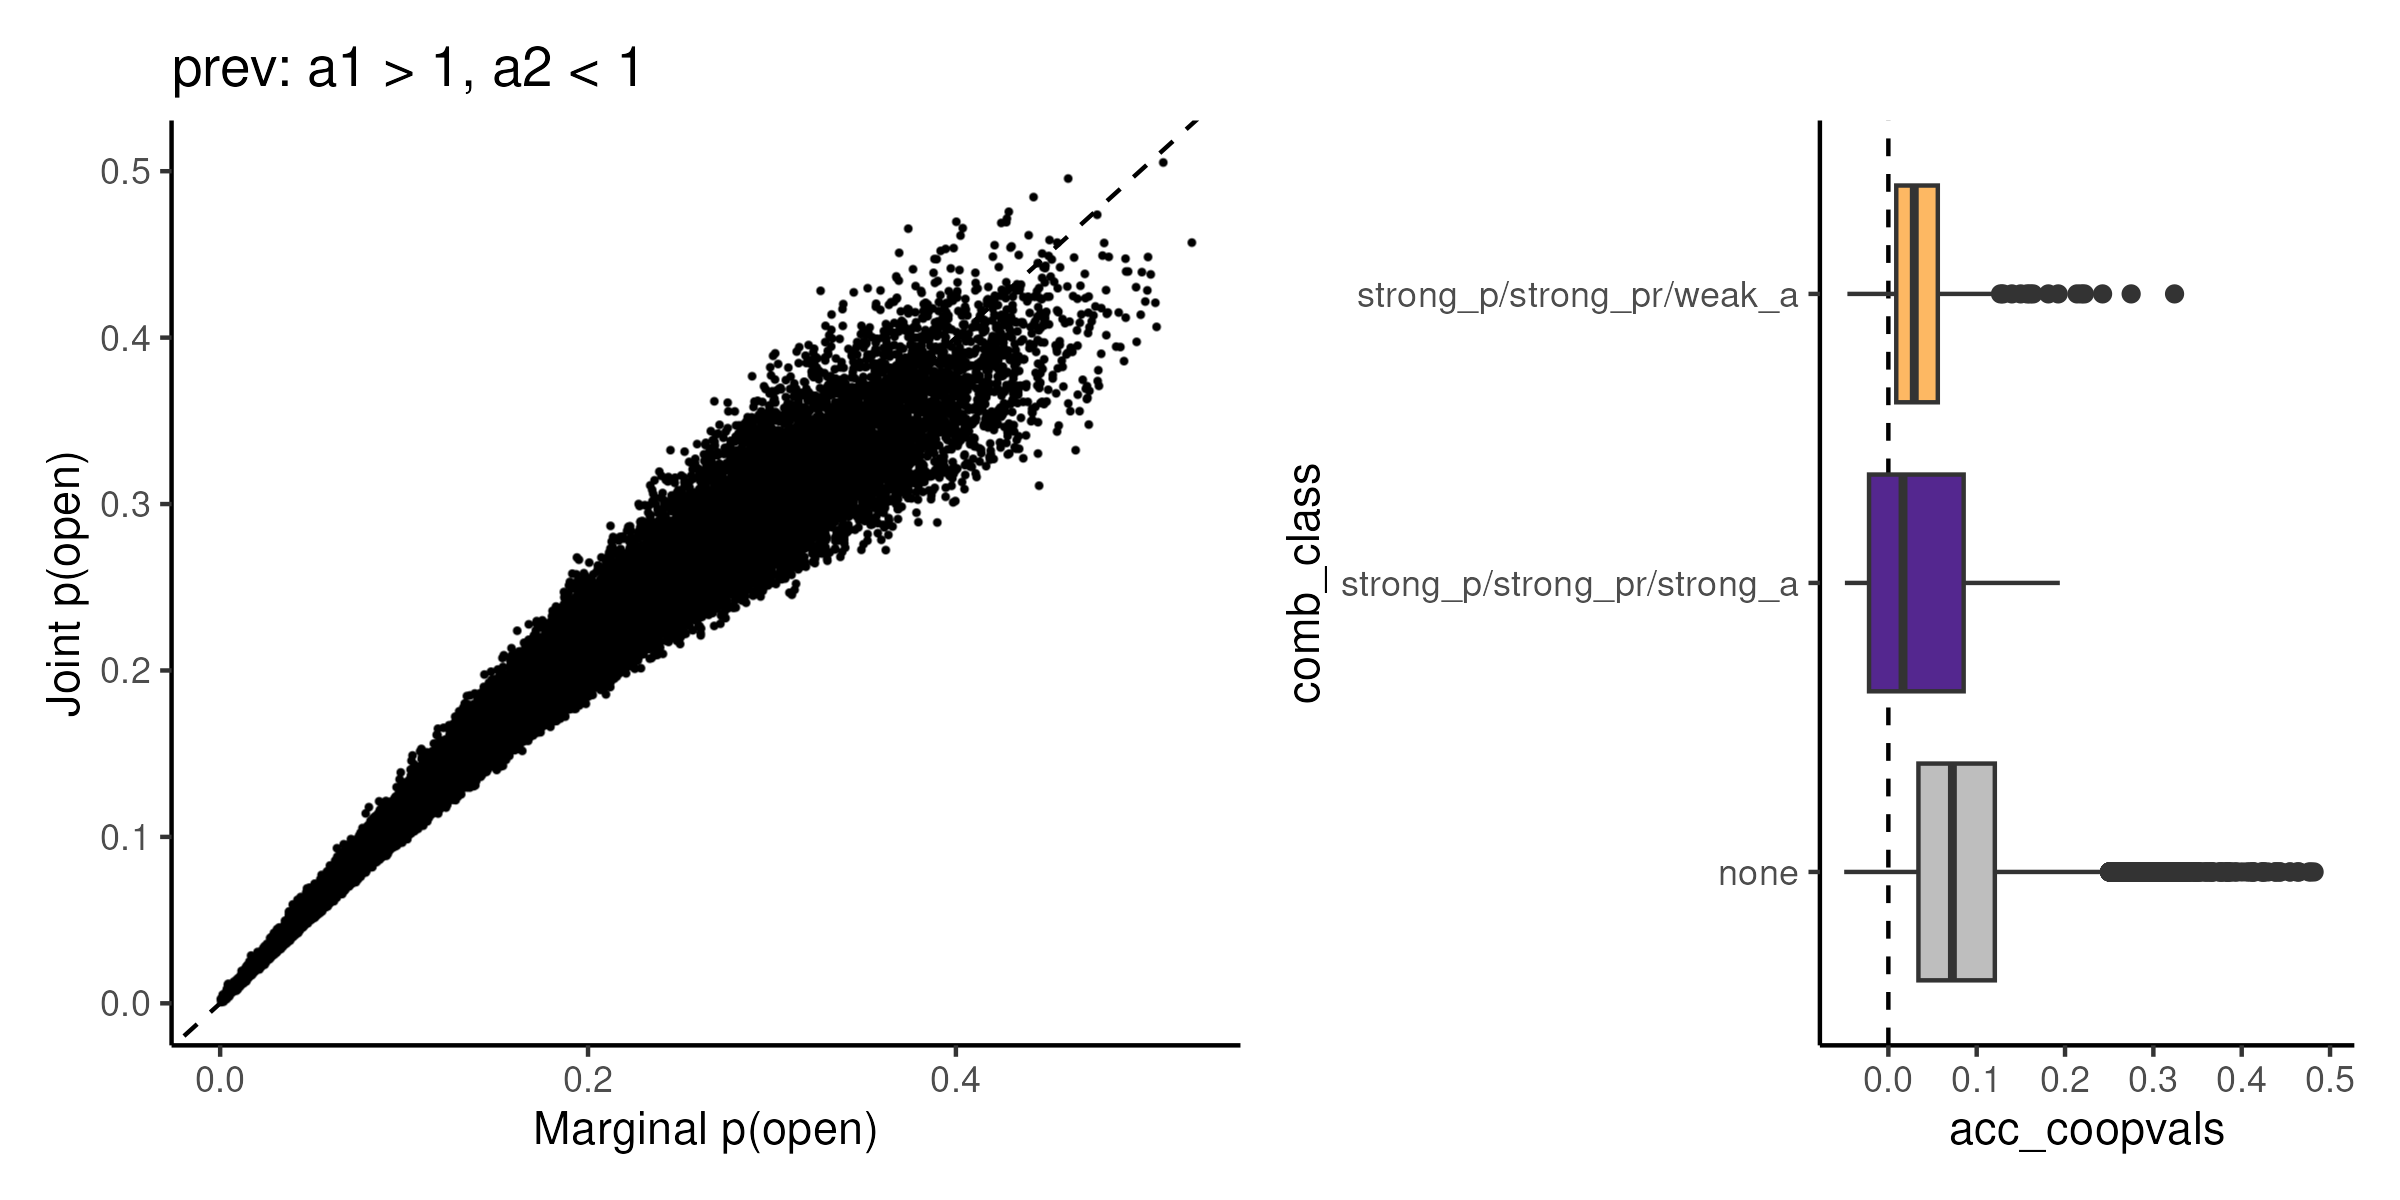 prev: a1 > 1, a2 < 1
Joint p(open)
0.5
0.4
0.3
0.2
0.1
0.0
0.0
0.2
0.4
Marginal p(open)
comb_class
strong_p/strong_pr/weak_a
strong_p/strong_pr/strong_a
none
0.0
0.1
0.2
0.3
0.4
0.5
acc_coopvals